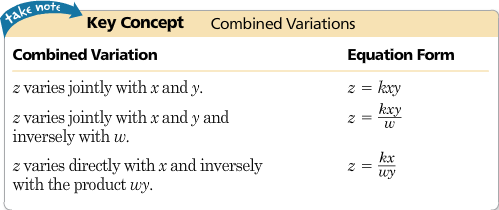 take note
Key Concept Combined Variations
Combined Variation Equation Form
z varies jointly with x and y. z = kxy
z varies jointly with x and y and
inversely with w. z = kxy/w
z varies directly with x and inversely
with the product wy. z = kx/wy